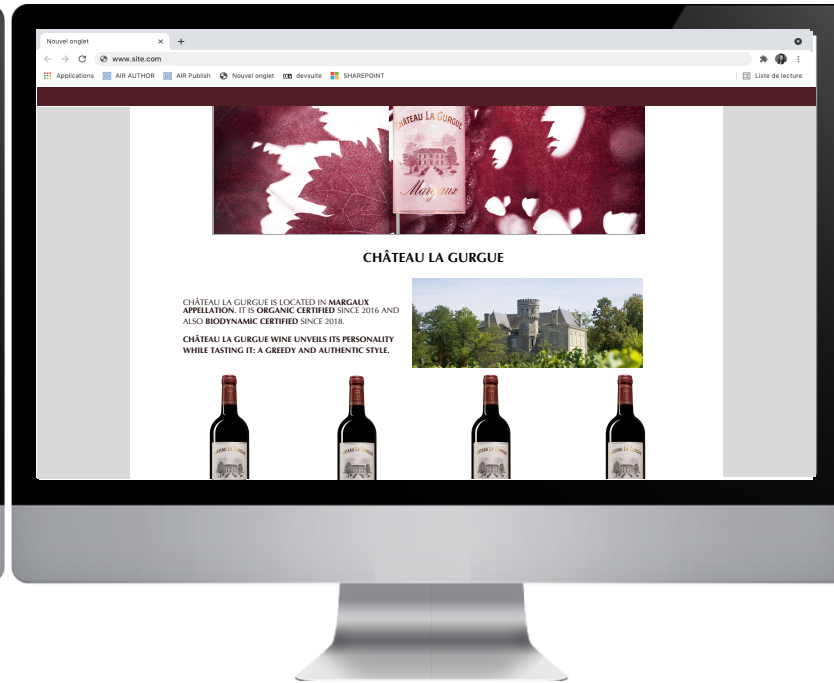 Nouvel onglet
www.site.com
Applications AIR AUTHOR AIR Publish Nouvel onglet devsuite SHAREPOINT Liste de lecture
CHÂTEAU LA GURGUE
Margaux
CHÂTEAU LA GURGUE
CHÂTEAU LA GURGUE IS LOCATED IN MARGAUX
APPELLATION. IT IS ORGANIC CERTIFIED SINCE 2016 AND
ALSO BIODYNAMIC CERTIFIED SINCE 2018.
CHÂTEAU LA GURGUE WINE UNVEILS ITS PERSONALITY
WHILE TASTING IT: A GREEDY AND AUTHENTIC STYLE.